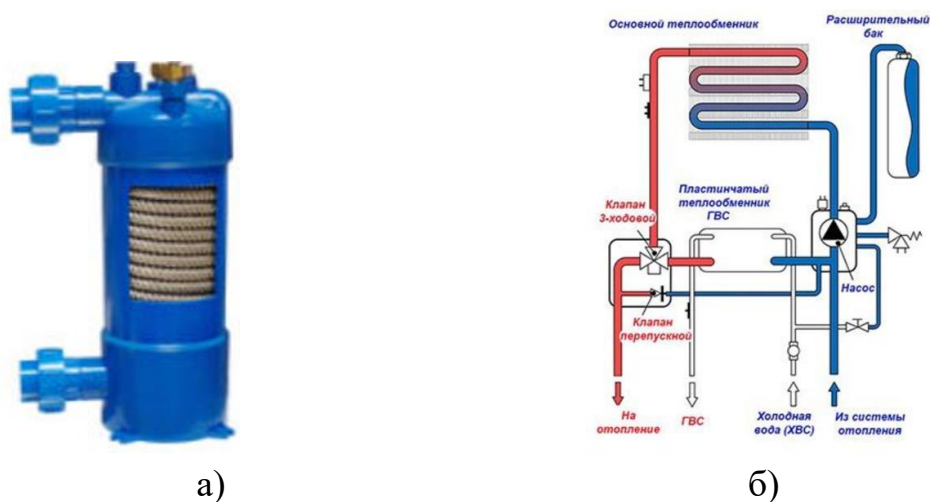 Основной теплообменник
Расширительный
бак
Пластинчатый
теплообменник
ГВС
Клапан
3-ходовой
Насос
Клапан
перепускной
На
отопление
ГВС
Холодная
вода (ХВС)
Из системы
отопления
а)
б)